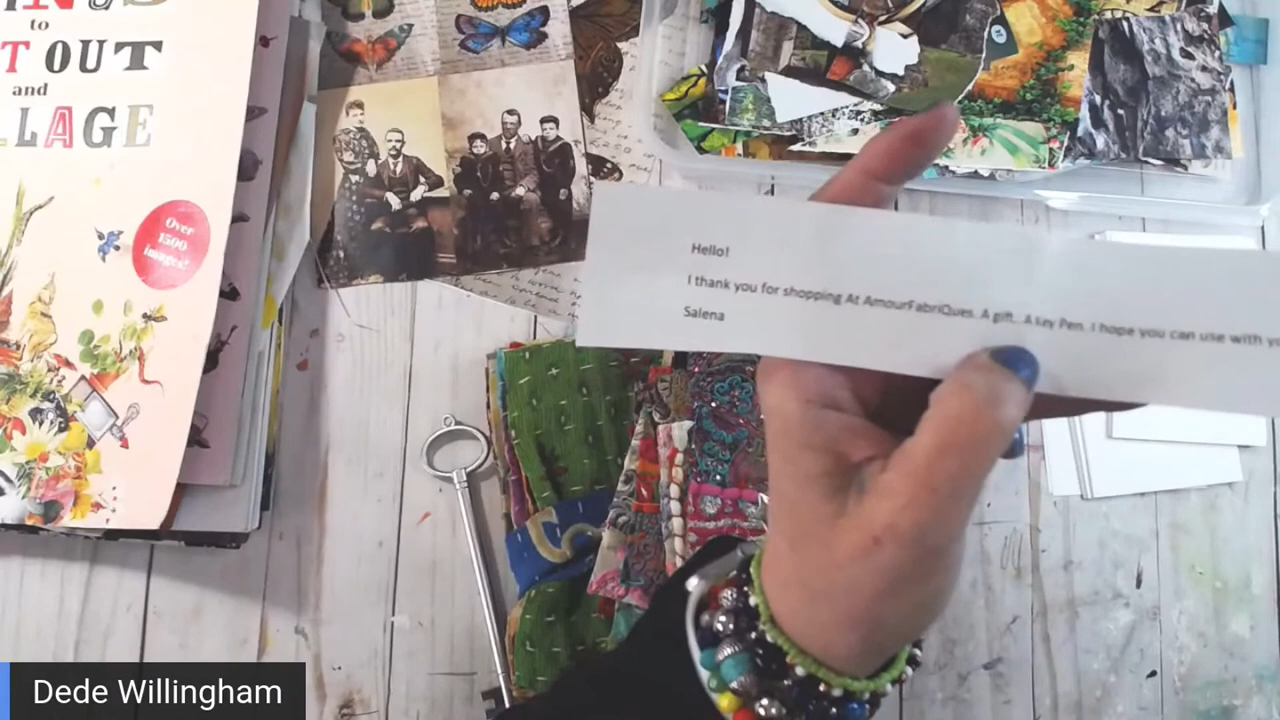 to
T OUT
and
LLAGE
Over
1500
images!
Hello!
I thank you for shopping At AmourFabriQues. A gift.. A key Pen. I hope you can use with
Salena
Dede Willingham